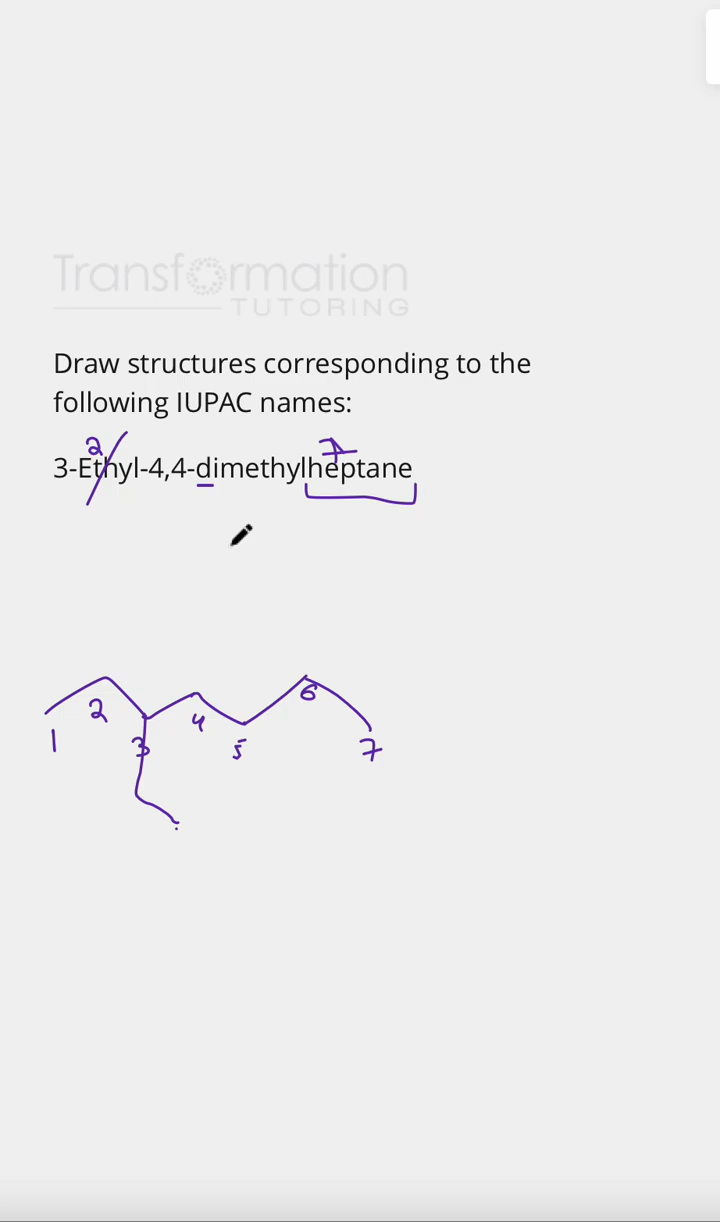 Transformation
TUTORING
Draw structures corresponding to the
following IUPAC names:
2 7
3-Ethyl-4,4-dimethylheptane
1 2 3 4 5 6 7